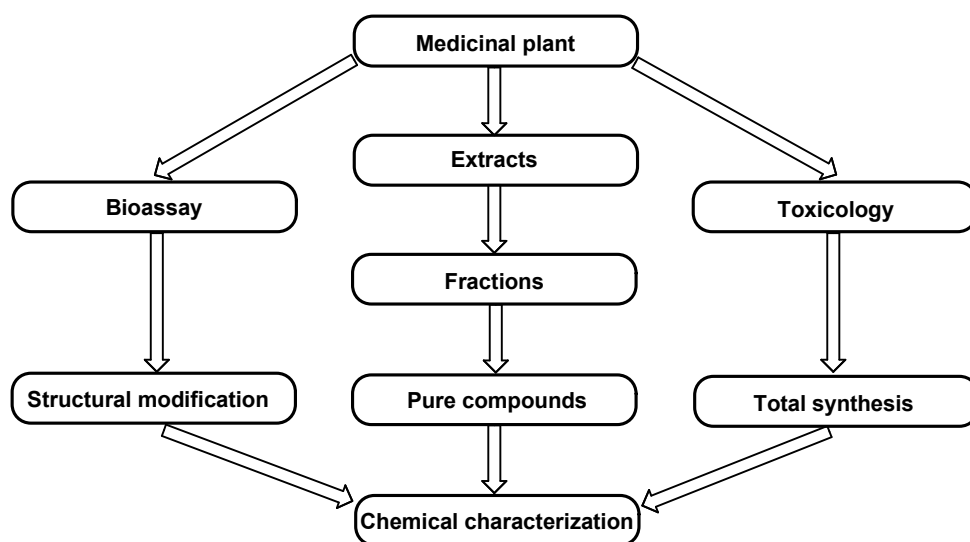 Medicinal plant
Extracts
Bioassay
Toxicology
Fractions
Structural modification
Pure compounds
Total synthesis
Chemical characterization